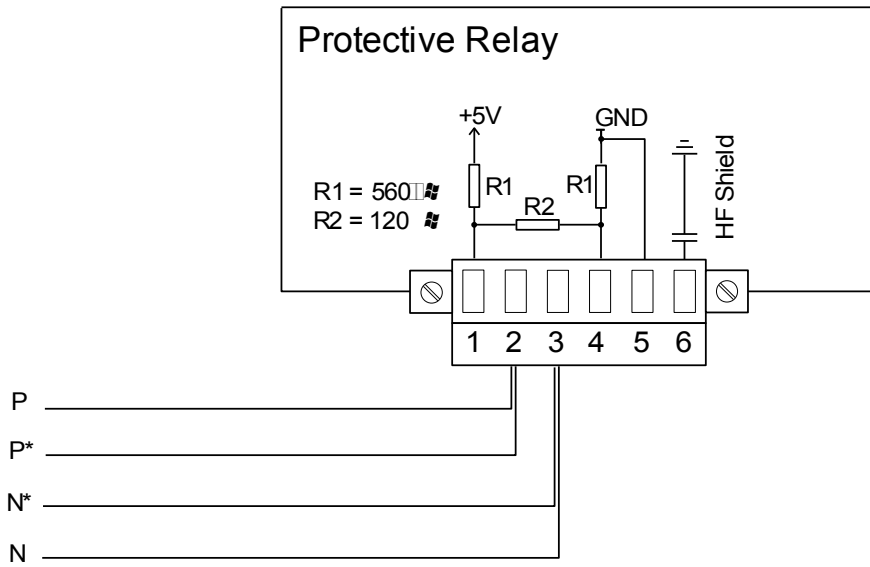 Protective Relay
+5V
GND
R1 = 560
R2 = 120
R1
R1
R2
HF Shield
1 2 3 4 5 6
P
P*
N*
N